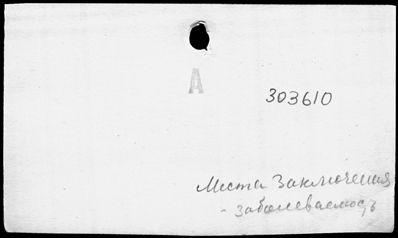 А
303610
Места Заключения
- заболеваемость